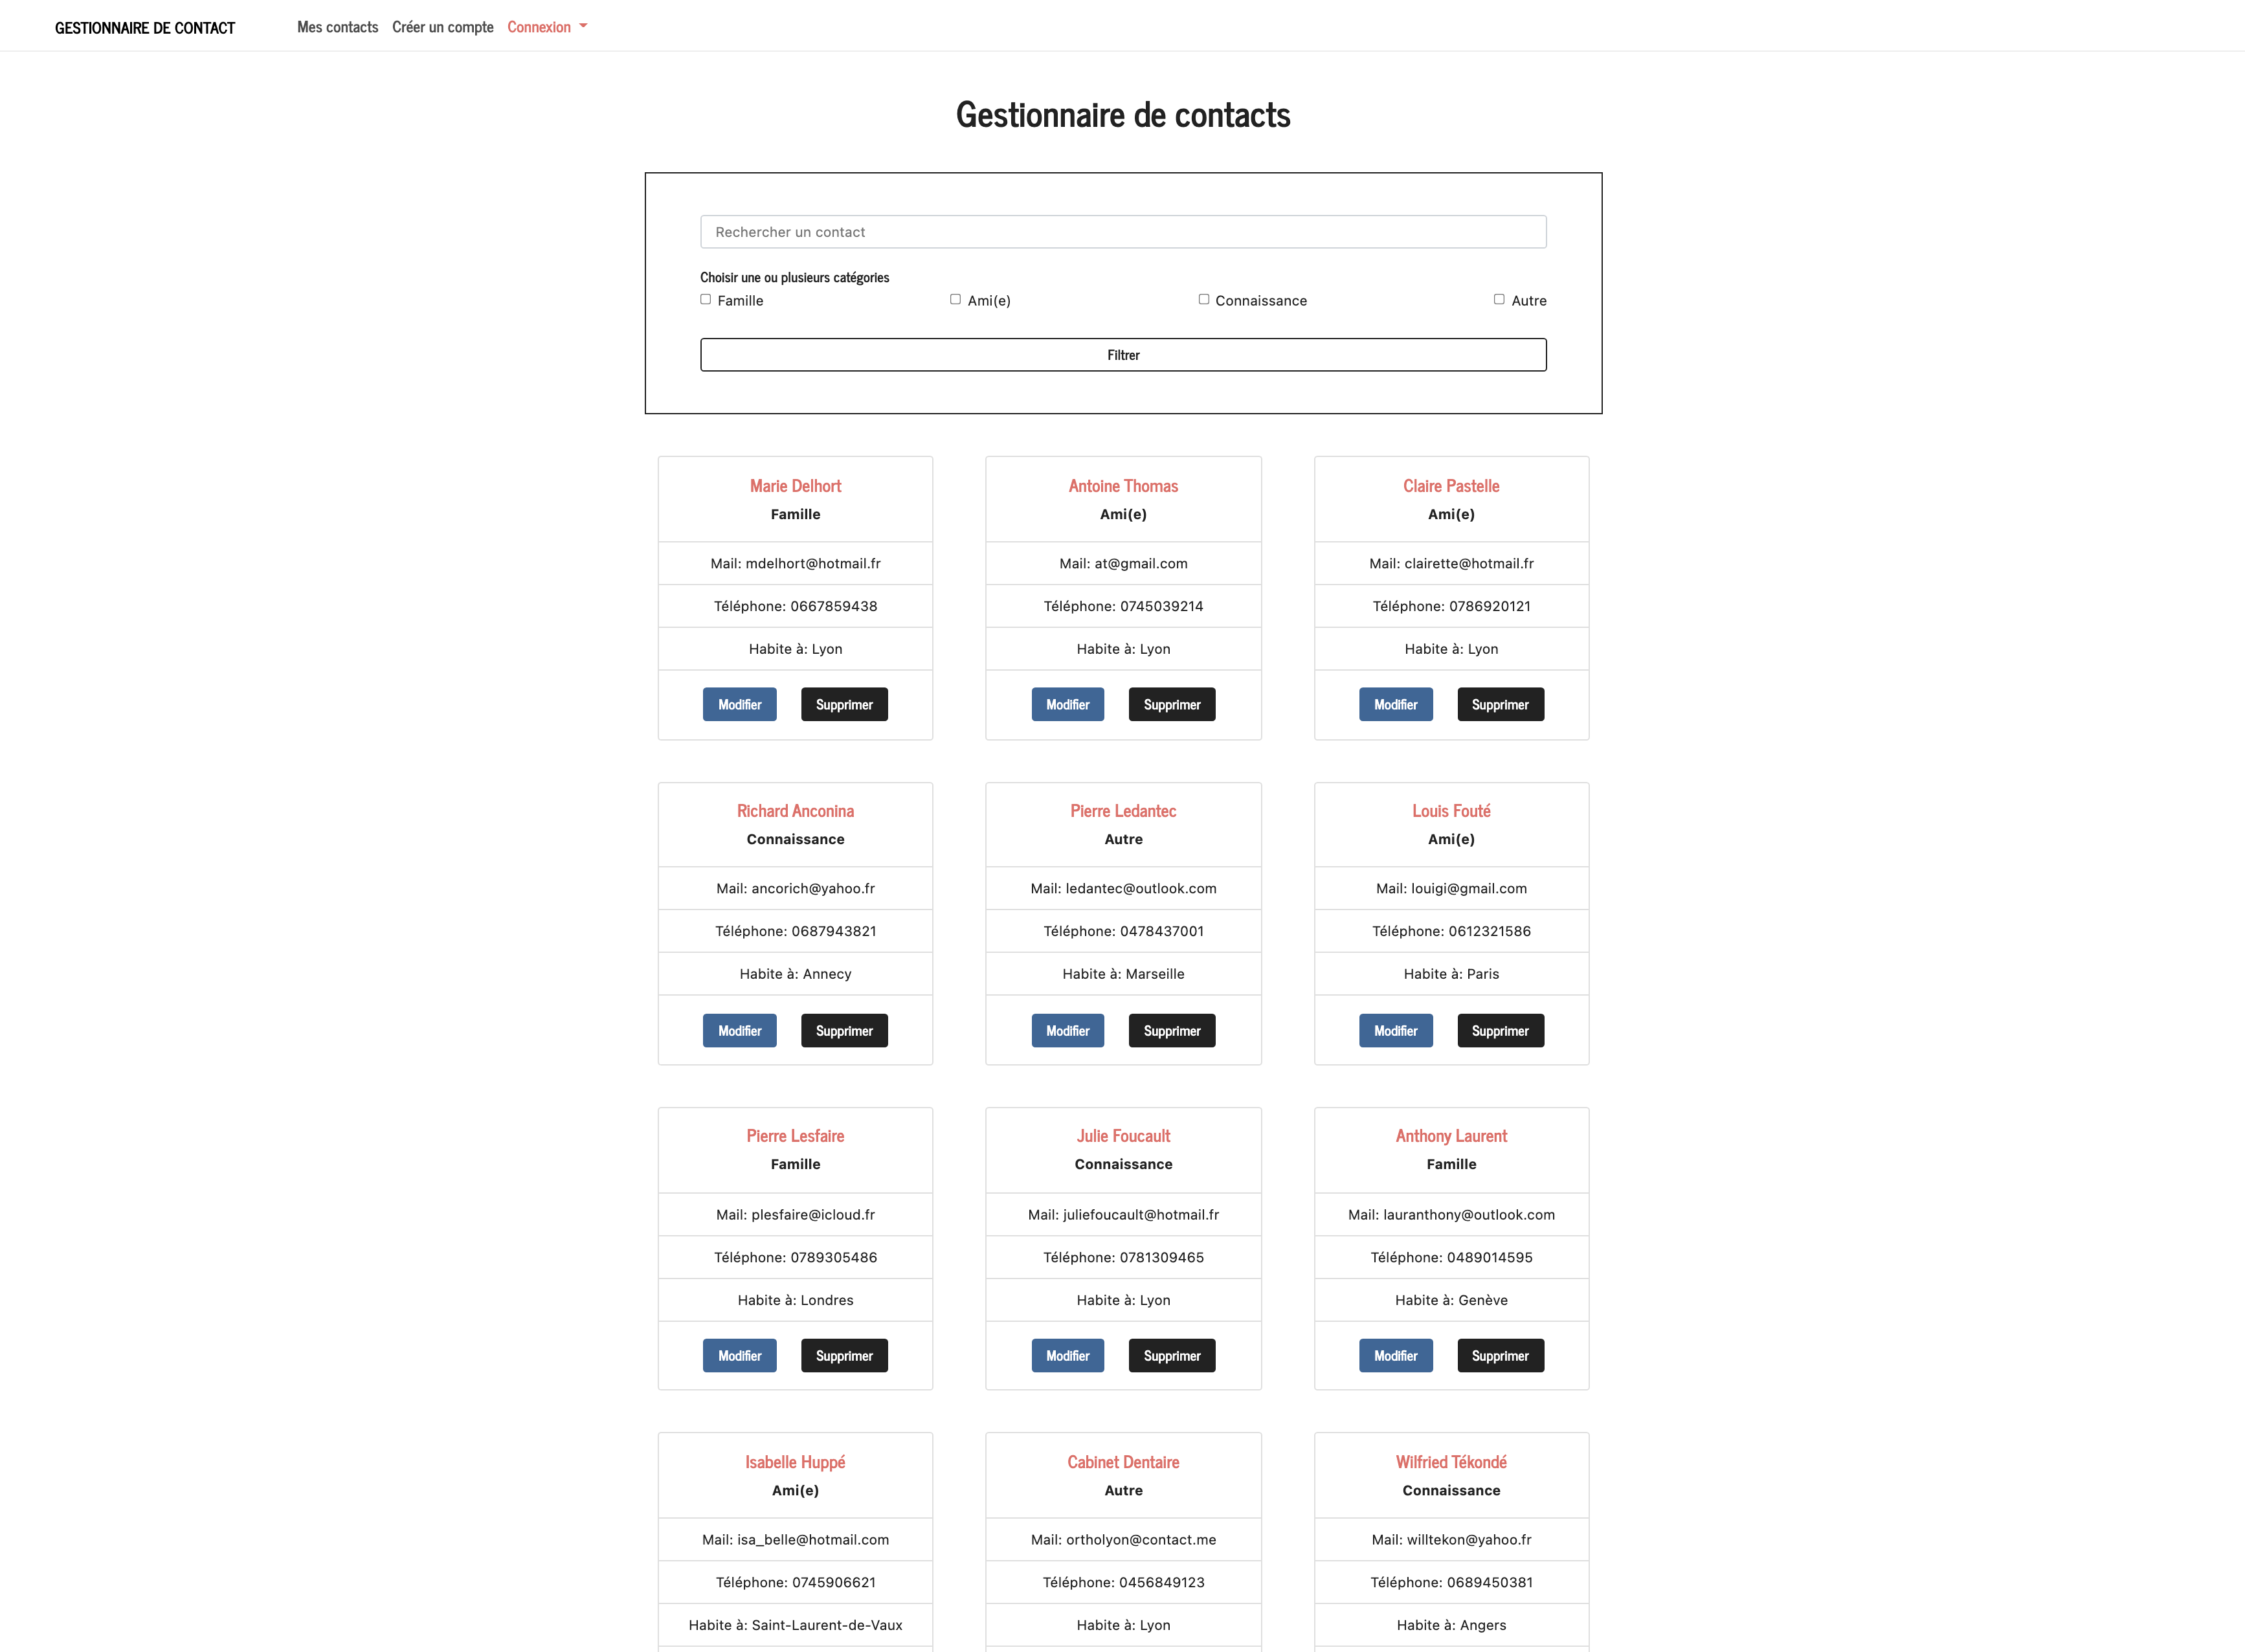 GESTIONNAIRE DE CONTACT
Mes contacts
Créer un compte
Connexion
Gestionnaire de contacts
Rechercher un contact
Choisir une ou plusieurs catégories
Famille
Ami(e)
Connaissance
Autre
Filtrer
Marie Delhort
Famille
Mail: mdelhort@hotmail.fr
Téléphone: 0667859438
Habite à: Lyon
Modifier
Supprimer
Antoine Thomas
Ami(e)
Mail: at@gmail.com
Téléphone: 0745039214
Habite à: Lyon
Modifier
Supprimer
Claire Pastelle
Ami(e)
Mail: clairette@hotmail.fr
Téléphone: 0786920121
Habite à: Lyon
Modifier
Supprimer
Richard Anconina
Connaissance
Mail: ancorich@yahoo.fr
Téléphone: 0687943821
Habite à: Annecy
Modifier
Supprimer
Pierre Ledantec
Autre
Mail: ledantec@outlook.com
Téléphone: 0478437001
Habite à: Marseille
Modifier
Supprimer
Louis Fouté
Ami(e)
Mail: louigi@gmail.com
Téléphone: 0612321586
Habite à: Paris
Modifier
Supprimer
Pierre Lesfaire
Famille
Mail: plesfaire@icloud.fr
Téléphone: 0789305486
Habite à: Londres
Modifier
Supprimer
Julie Foucault
Connaissance
Mail: juliefoucault@hotmail.fr
Téléphone: 0781309465
Habite à: Lyon
Modifier
Supprimer
Anthony Laurent
Famille
Mail: lauranthony@outlook.com
Téléphone: 0489014595
Habite à: Genève
Modifier
Supprimer
Isabelle Huppé
Ami(e)
Mail: isa_belle@hotmail.com
Téléphone: 0745906621
Habite à: Saint-Laurent-de-Vaux
Cabinet Dentaire
Autre
Mail: ortholyon@contact.me
Téléphone: 0456849123
Habite à: Lyon
Wilfried Tékondé
Connaissance
Mail: willtekon@yahoo.fr
Téléphone: 0689450381
Habite à: Angers